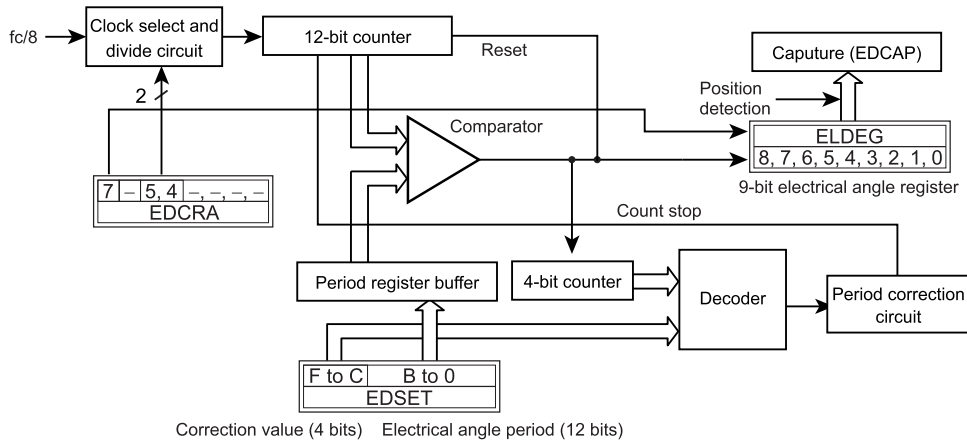 Clock select and
divide circuit
fc/8
12-bit counter
Reset
Caputure (EDCAP)
2
Position
detection
Comparator
ELDEG
8, 7, 6, 5, 4, 3, 2, 1, 0
9-bit electrical angle register
7 – 5, 4 –, –, –, –
EDCRA
Count stop
Period register buffer
4-bit counter
Decoder
Period correction
circuit
F to C B to 0
EDSET
Correction value (4 bits) Electrical angle period (12 bits)